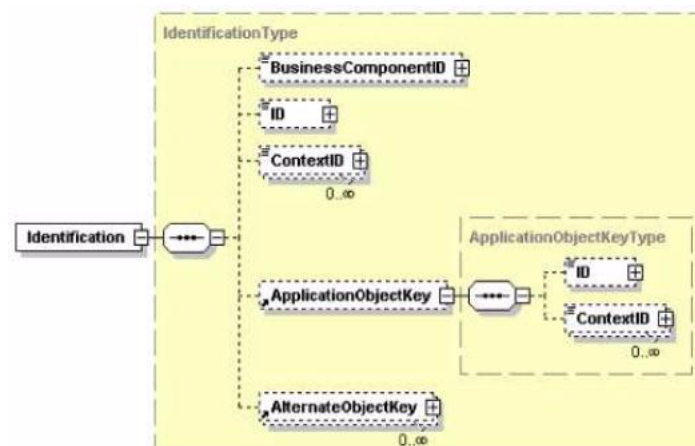 IdentificationType
BusinessComponentID
ID
ContextID
0..∞
Identification
ApplicationObjectKeyType
ApplicationObjectKey
ID
ContextID
0..∞
AlternateObjectKey
0..∞